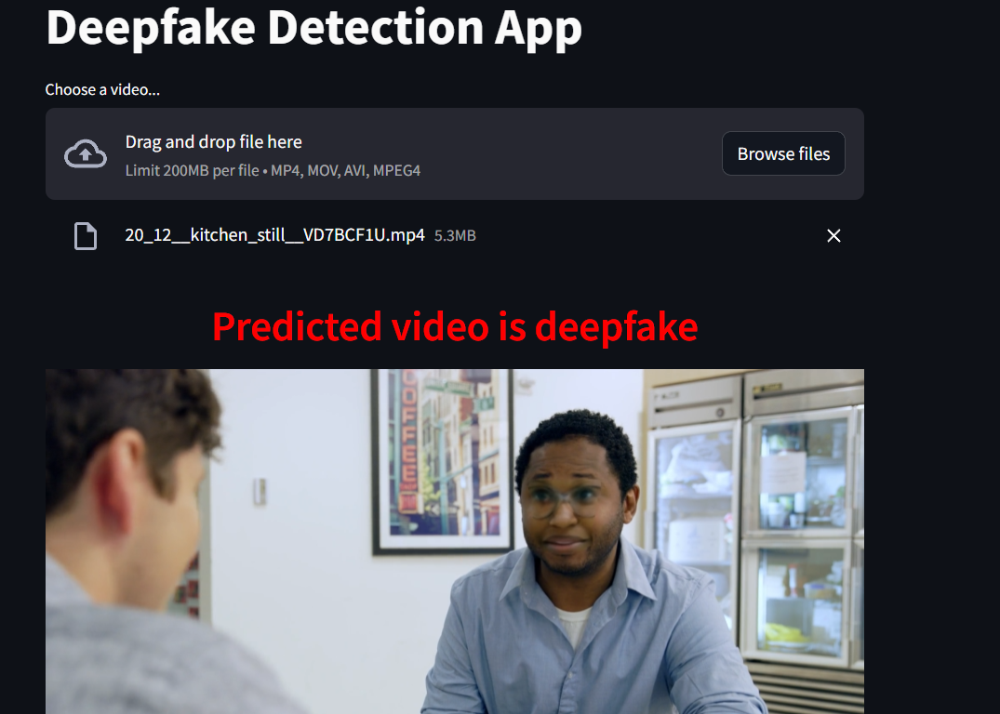 Deepfake Detection App
Choose a video...
Drag and drop file here
Limit 200MB per file • MP4, MOV, AVI, MPEG4
Browse files
20_12__kitchen_still__VD7BCF1U.mp4 5.3MB
Predicted video is deepfake
COFFEE